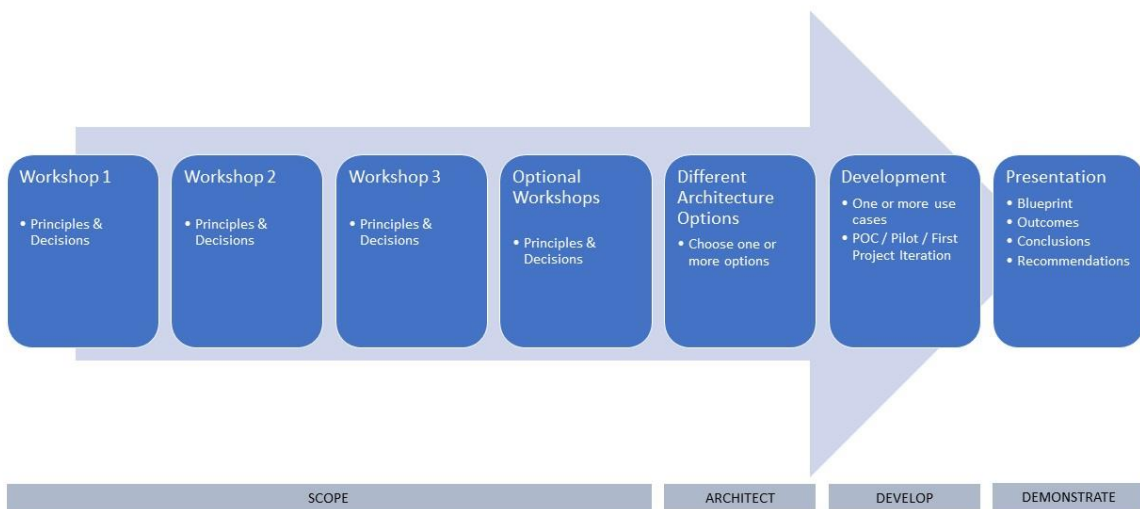 Workshop 1
• Principles &
Decisions
Workshop 2
• Principles &
Decisions
Workshop 3
• Principles &
Decisions
Optional
Workshops
• Principles &
Decisions
Different
Architecture
Options
• Choose one or
more options
Development
• One or more use
cases
• POC / Pilot / First
Project Iteration
Presentation
• Blueprint
• Outcomes
• Conclusions
• Recommendations
SCOPE
ARCHITECT
DEVELOP
DEMONSTRATE